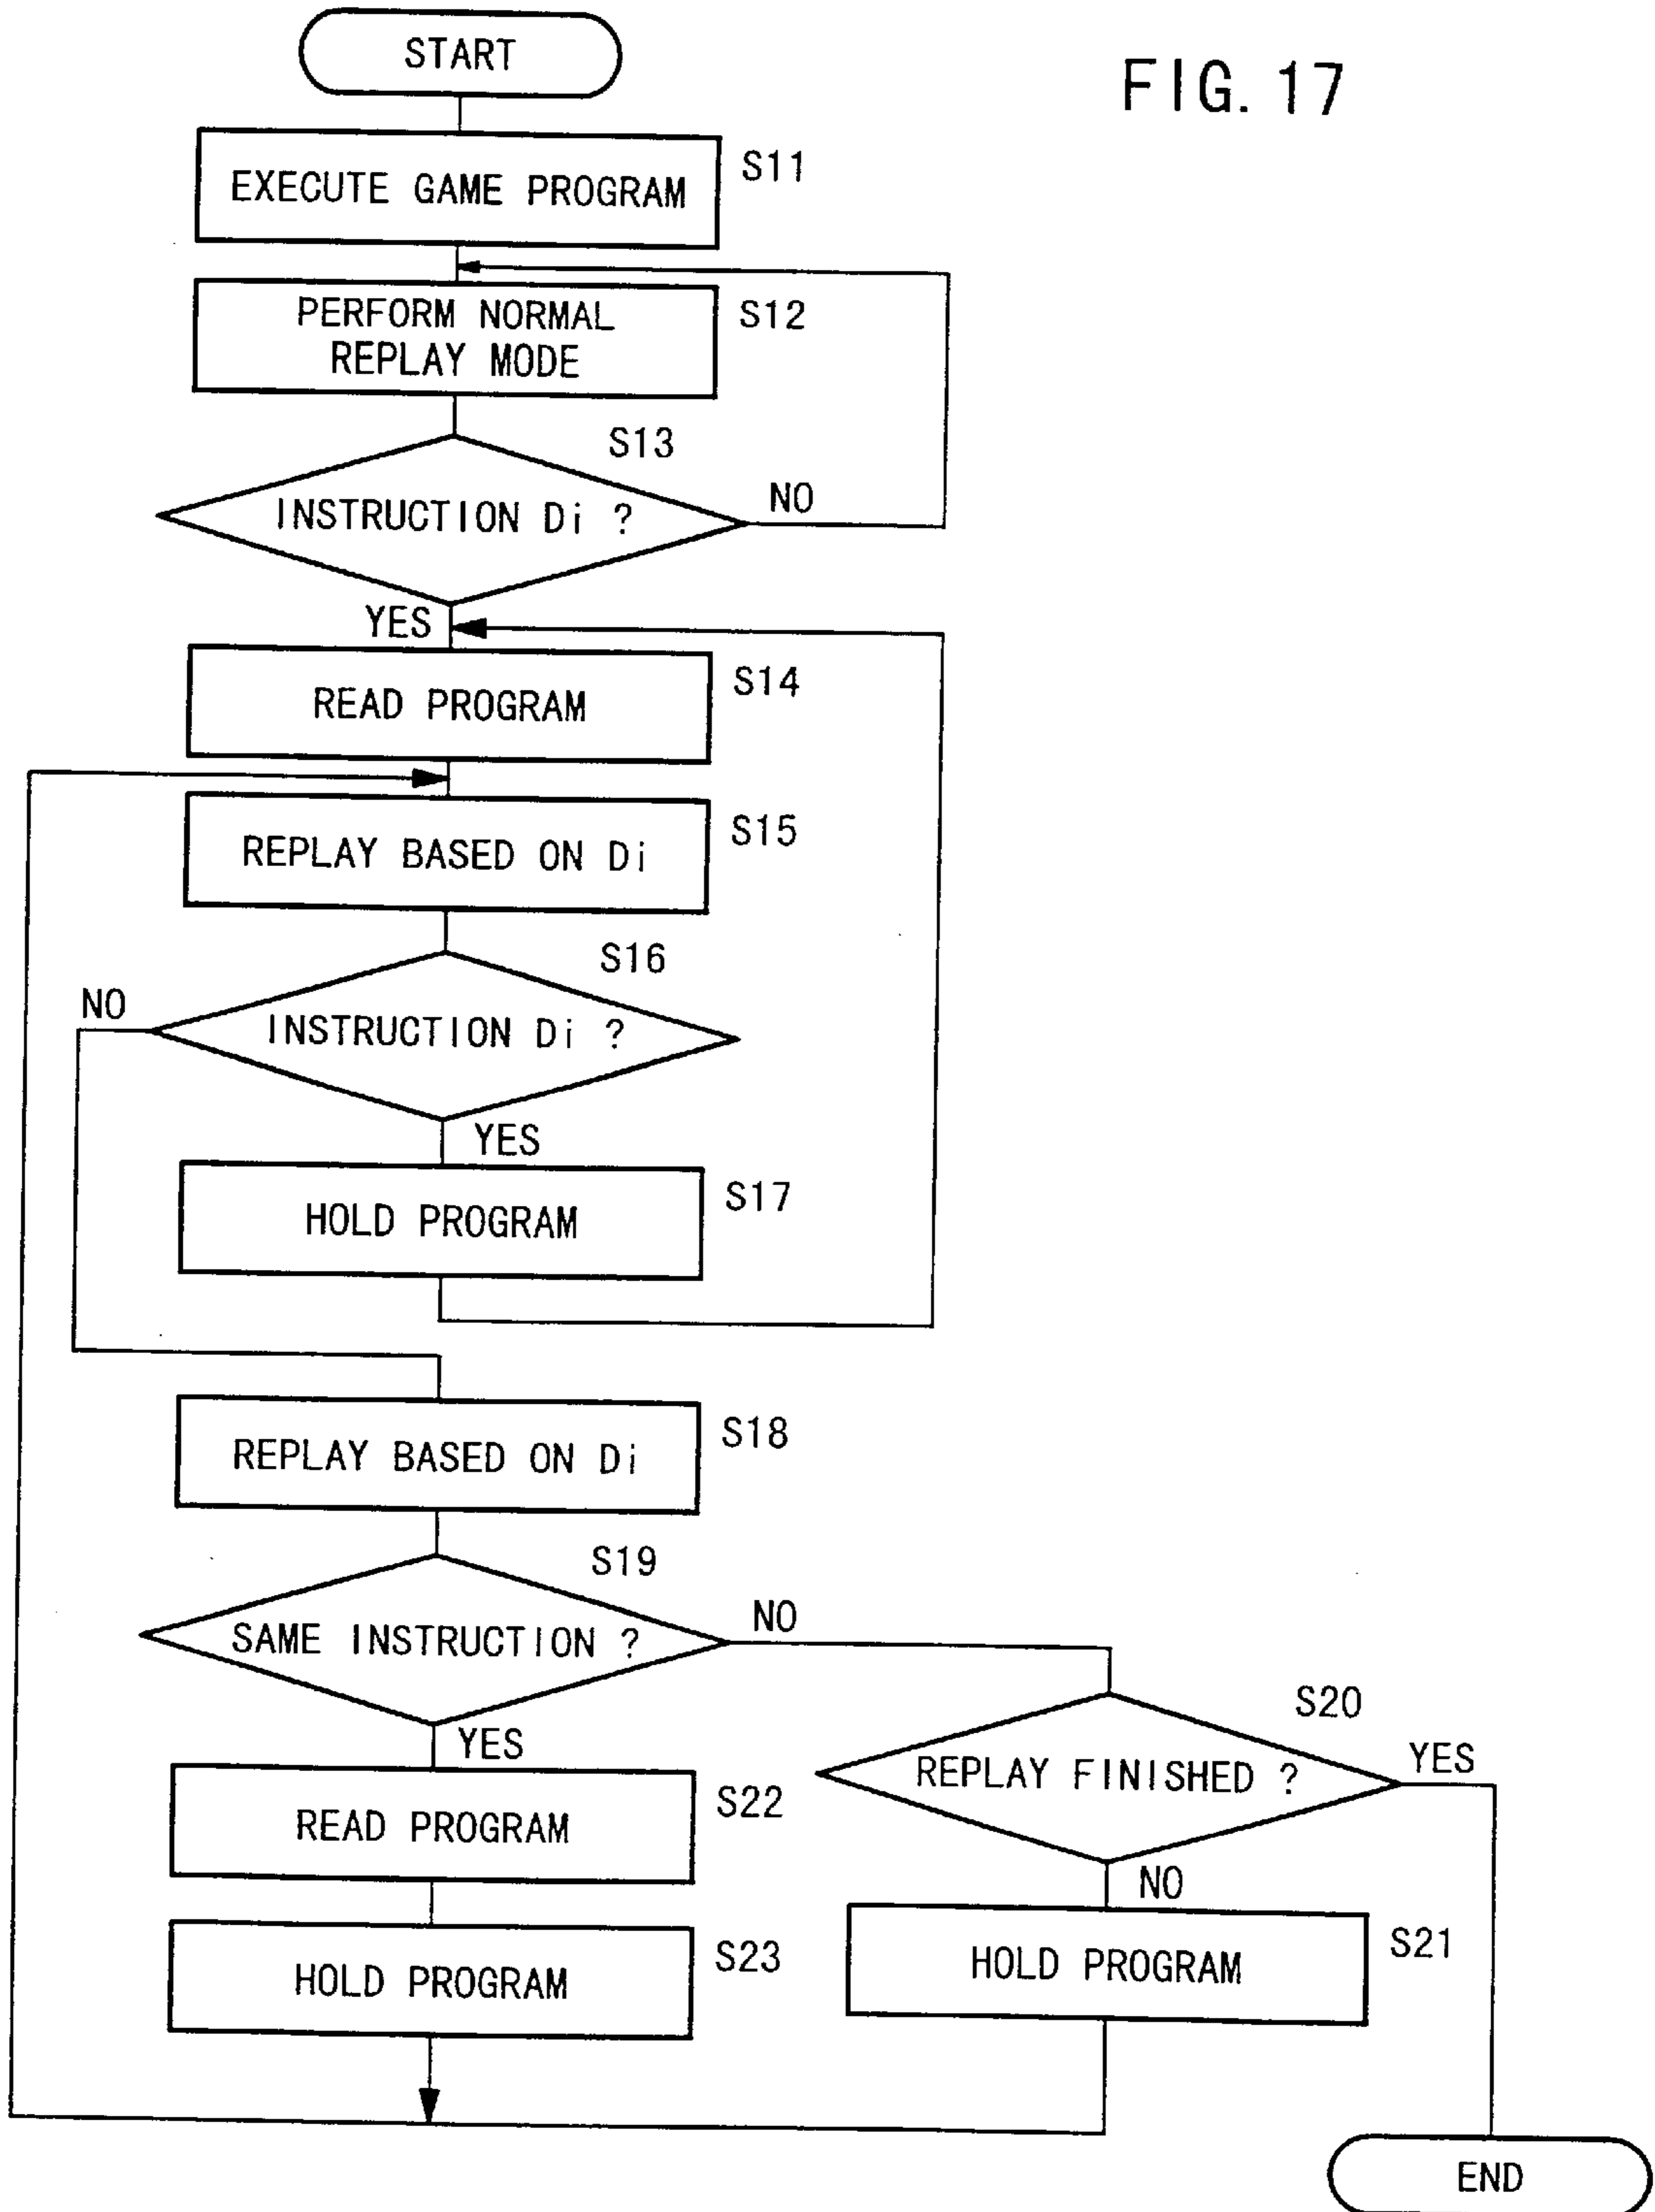 START
FIG. 17
S11
EXECUTE GAME PROGRAM
S12
PERFORM NORMAL
REPLAY MODE
S13
INSTRUCTION Di ?
NO
YES
S14
READ PROGRAM
S15
REPLAY BASED ON Di
S16
NO
INSTRUCTION Di ?
YES
S17
HOLD PROGRAM
S18
REPLAY BASED ON Di
S19
SAME INSTRUCTION ?
NO
S20
REPLAY FINISHED ?
YES
YES
S22
READ PROGRAM
NO
S21
HOLD PROGRAM
S23
HOLD PROGRAM
END